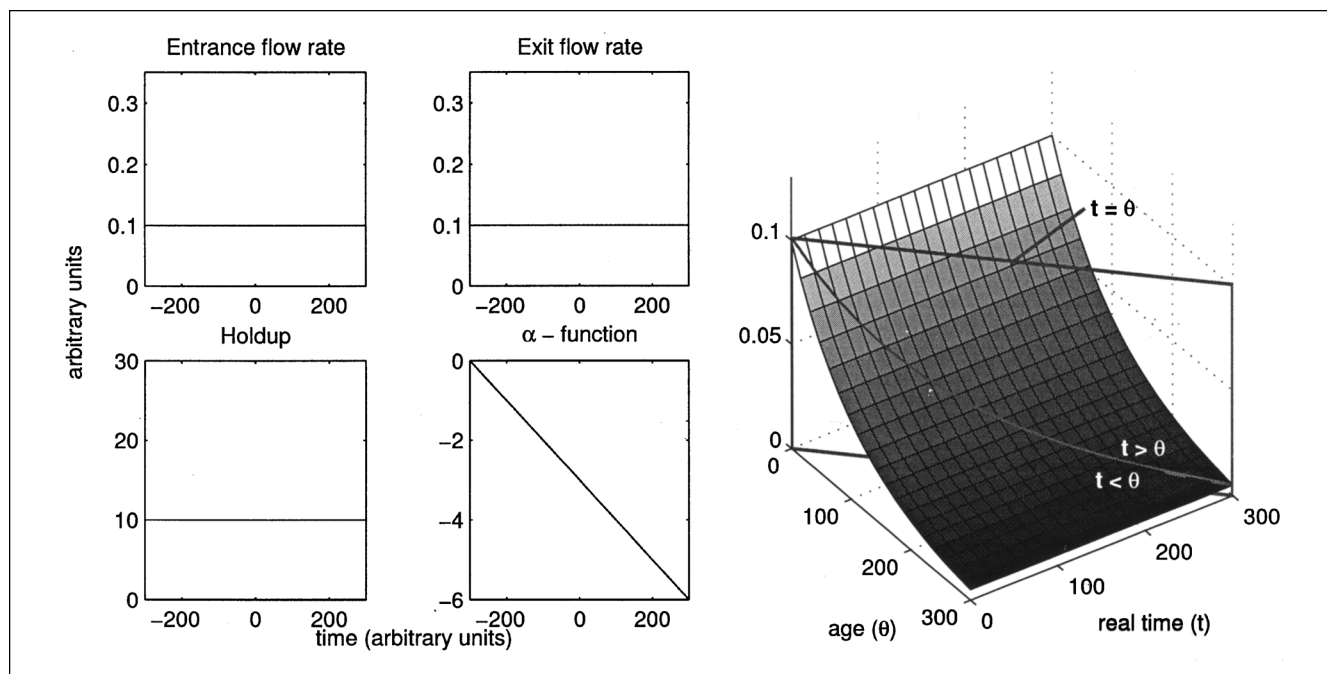 Entrance flow rate
Exit flow rate
0.3
0.2
0.1
0
−200 0 200
0.3
0.2
0.1
0
−200 0 200
arbitrary units
Holdup
α − function
30
20
10
0
−200 0 200
0
−2
−4
−6
−200 0 200
time (arbitrary units)
t = θ
0.1
0.05
0
0
100
200
300
t > θ
t < θ
0
100
200
300
age (θ)
real time (t)